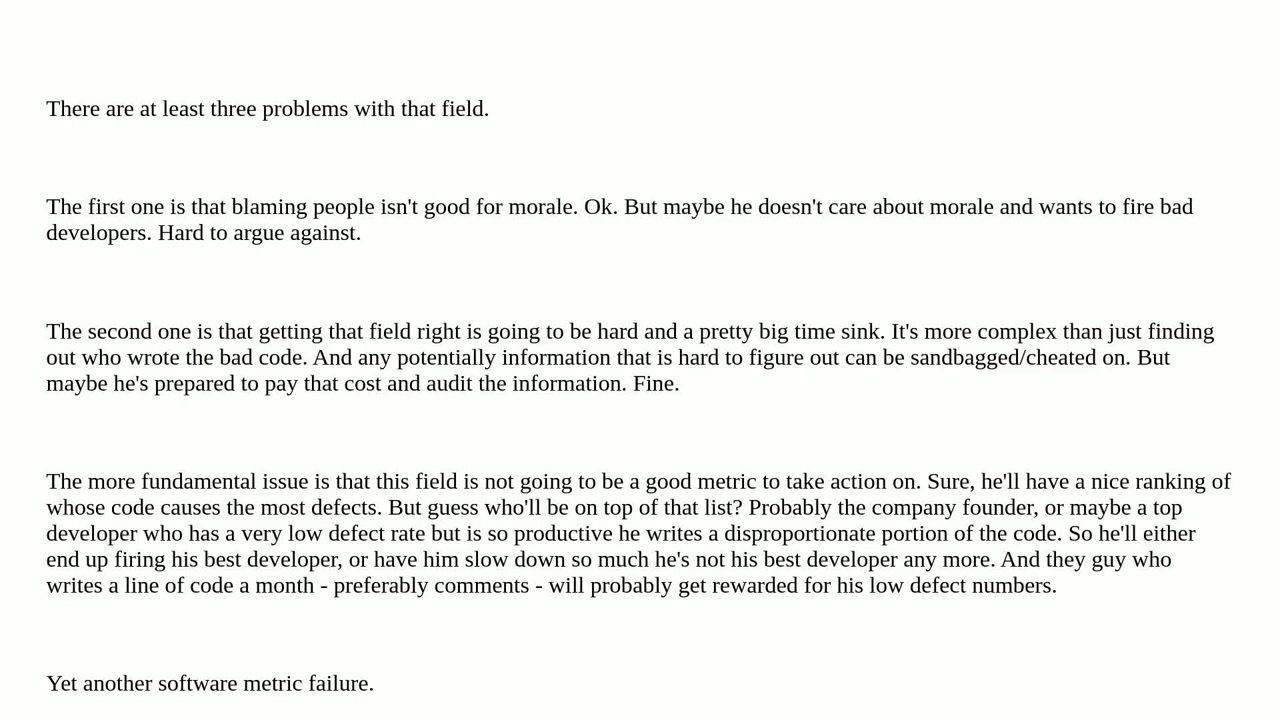 There are at least three problems with that field.
The first one is that blaming people isn't good for morale. Ok. But maybe he doesn't care about morale and wants to fire bad
developers. Hard to argue against.
The second one is that getting that field right is going to be hard and a pretty big time sink. It's more complex than just finding
out who wrote the bad code. And any potentially information that is hard to figure out can be sandbagged/cheated on. But
maybe he's prepared to pay that cost and audit the information. Fine.
The more fundamental issue is that this field is not going to be a good metric to take action on. Sure, he'll have a nice ranking of
whose code causes the most defects. But guess who'll be on top of that list? Probably the company founder, or maybe a top
developer who has a very low defect rate but is so productive he writes a disproportionate portion of the code. So he'll either
end up firing his best developer, or have him slow down so much he's not his best developer any more. And they guy who
writes a line of code a month - preferably comments - will probably get rewarded for his low defect numbers.
Yet another software metric failure.